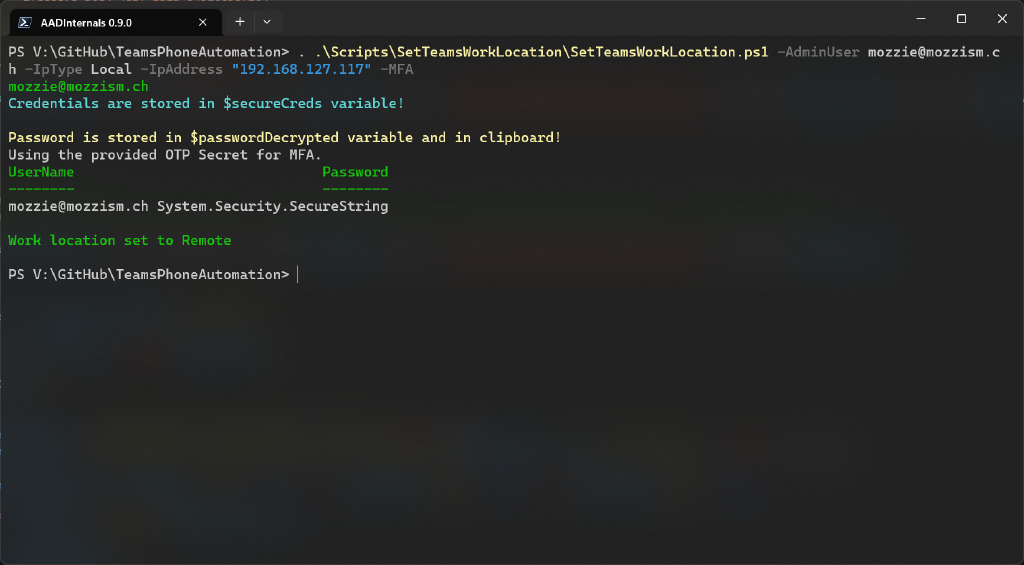 AADInternals 0.9.0
PS V:\GitHub\TeamsPhoneAutomation> . .\Scripts\SetTeamsWorkLocation\SetTeamsWorkLocation.ps1 -AdminUser mozzie@mozzism.c
h -IpType Local -IpAddress "192.168.127.117" -MFA
mozzie@mozzism.ch
Credentials are stored in $secureCreds variable!
Password is stored in $passwordDecrypted variable and in clipboard!
Using the provided OTP Secret for MFA.
UserName                              Password
--------                              --------
mozzie@mozzism.ch System.Security.SecureString
Work location set to Remote
PS V:\GitHub\TeamsPhoneAutomation>